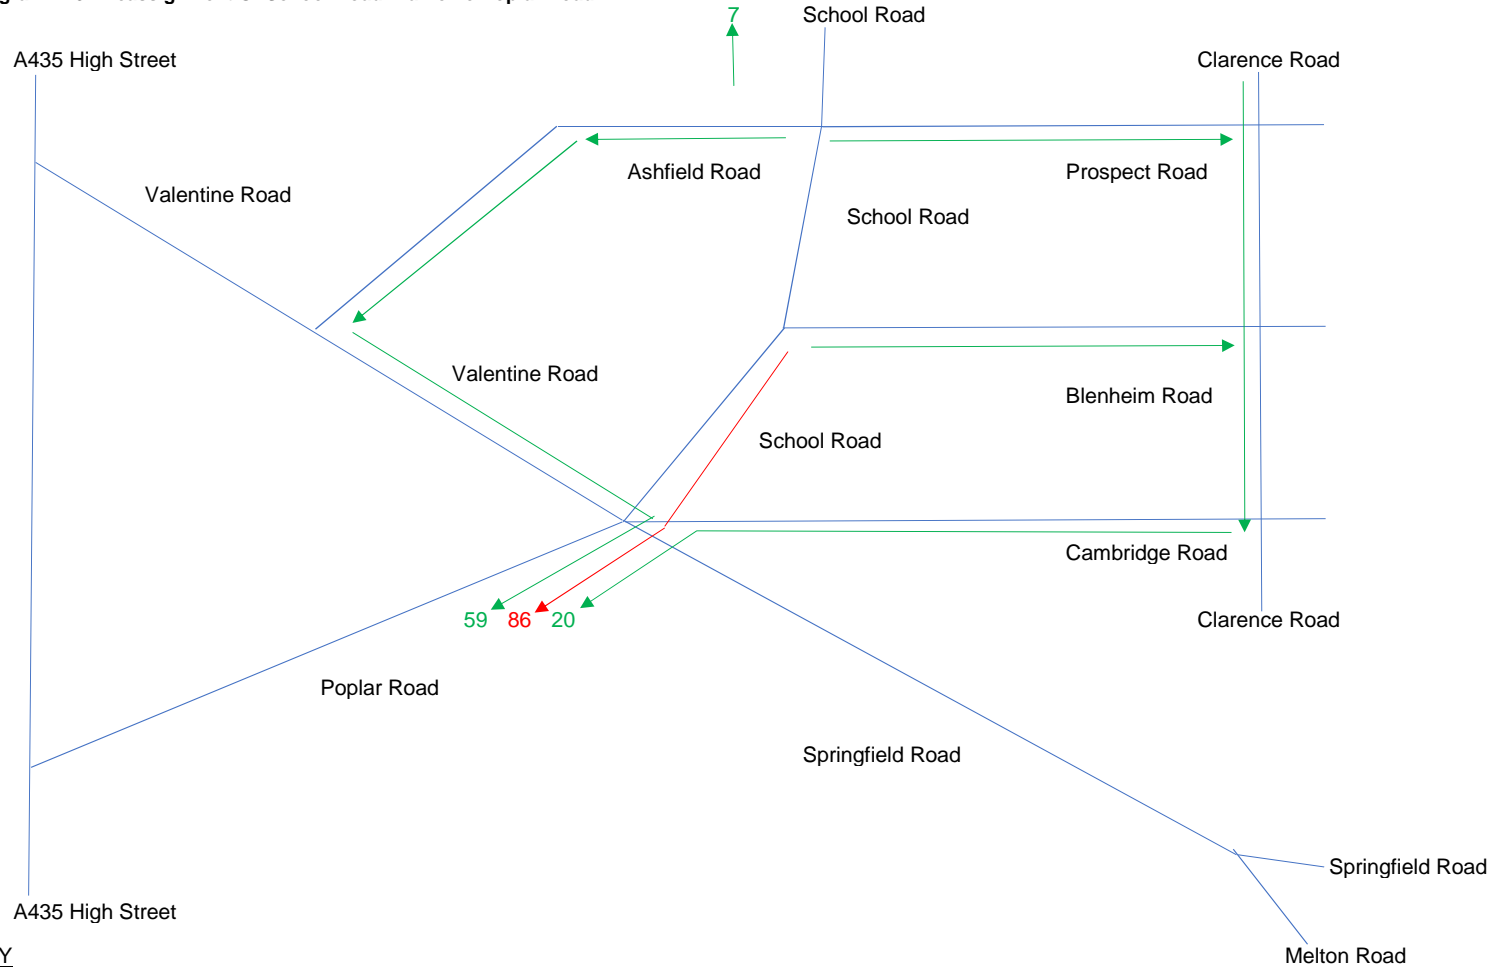 7
School Road
A435 High Street
Clarence Road
Ashfield Road
Prospect Road
Valentine Road
School Road
Valentine Road
Blenheim Road
School Road
Cambridge Road
59 86 20
Clarence Road
Poplar Road
Springfield Road
Springfield Road
A435 High Street
Melton Road
Y